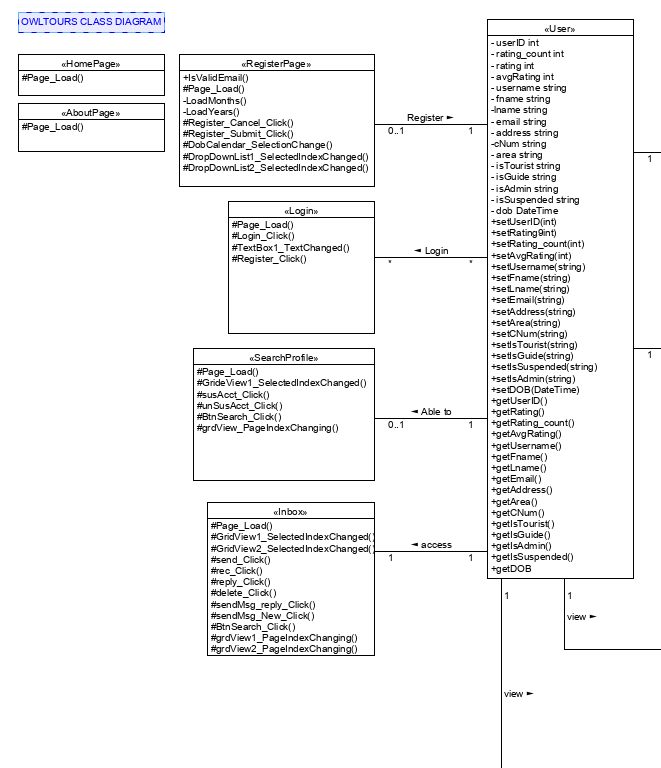 OWLTOURS CLASS DIAGRAM
«HomePage»
#Page_Load()
«AboutPage»
#Page_Load()
«RegisterPage»
+IsValidEmail()
#Page_Load()
-LoadMonths()
-LoadYears()
#Register_Cancel_Click()
#Register_Submit_Click()
#DobCalendar_SelectionChange()
#DropDownList1_SelectedIndexChanged()
#DropDownList2_SelectedIndexChanged()
Register ►
0..1 1
«Login»
#Page_Load()
#Login_Click()
#TextBox1_TextChanged()
#Register_Click()
◄ Login
* *
«SearchProfile»
#Page_Load()
#GrideView1_SelectedIndexChanged()
#susAcct_Click()
#unSusAcct_Click()
#BtnSearch_Click()
#grdView_PageIndexChanging()
◄ Able to
0..1 1
«Inbox»
#Page_Load()
#GridView1_SelectedIndexChanged()
#GridView2_SelectedIndexChanged()
#send_Click()
#rec_Click()
#reply_Click()
#delete_Click()
#sendMsg_reply_Click()
#sendMsg_New_Click()
#BtnSearch_Click()
#grdView1_PageIndexChanging()
#grdView2_PageIndexChanging()
◄ access
1 1
«User»
- userID int
- rating_count int
- rating int
- avgRating int
- username string
- fname string
-lname string
- email string
- address string
-cNum string
- area string
- isTourist string
- isGuide string
- isAdmin string
- isSuspended string
- dob DateTime
+setUserID(int)
+setRating9int)
+setRating_count(int)
+setAvgRating(int)
+setUsername(string)
+setFname(string)
+setLname(string)
+setEmail(string)
+setAddress(string)
+setArea(string)
+setCNum(string)
+setIsTourist(string)
+setIsGuide(string)
+setIsSuspended(string)
+setIsAdmin(string)
+setDOB(DateTime)
+getUserID()
+getRating()
+getRating_count()
+getAvgRating()
+getUsername()
+getFname()
+getLname()
+getEmail()
+getAddress()
+getArea()
+getCNum()
+getIsTourist()
+getIsGuide()
+getIsAdmin()
+getIsSuspended()
+getDOB
1
1
1 1
view ►
view ►